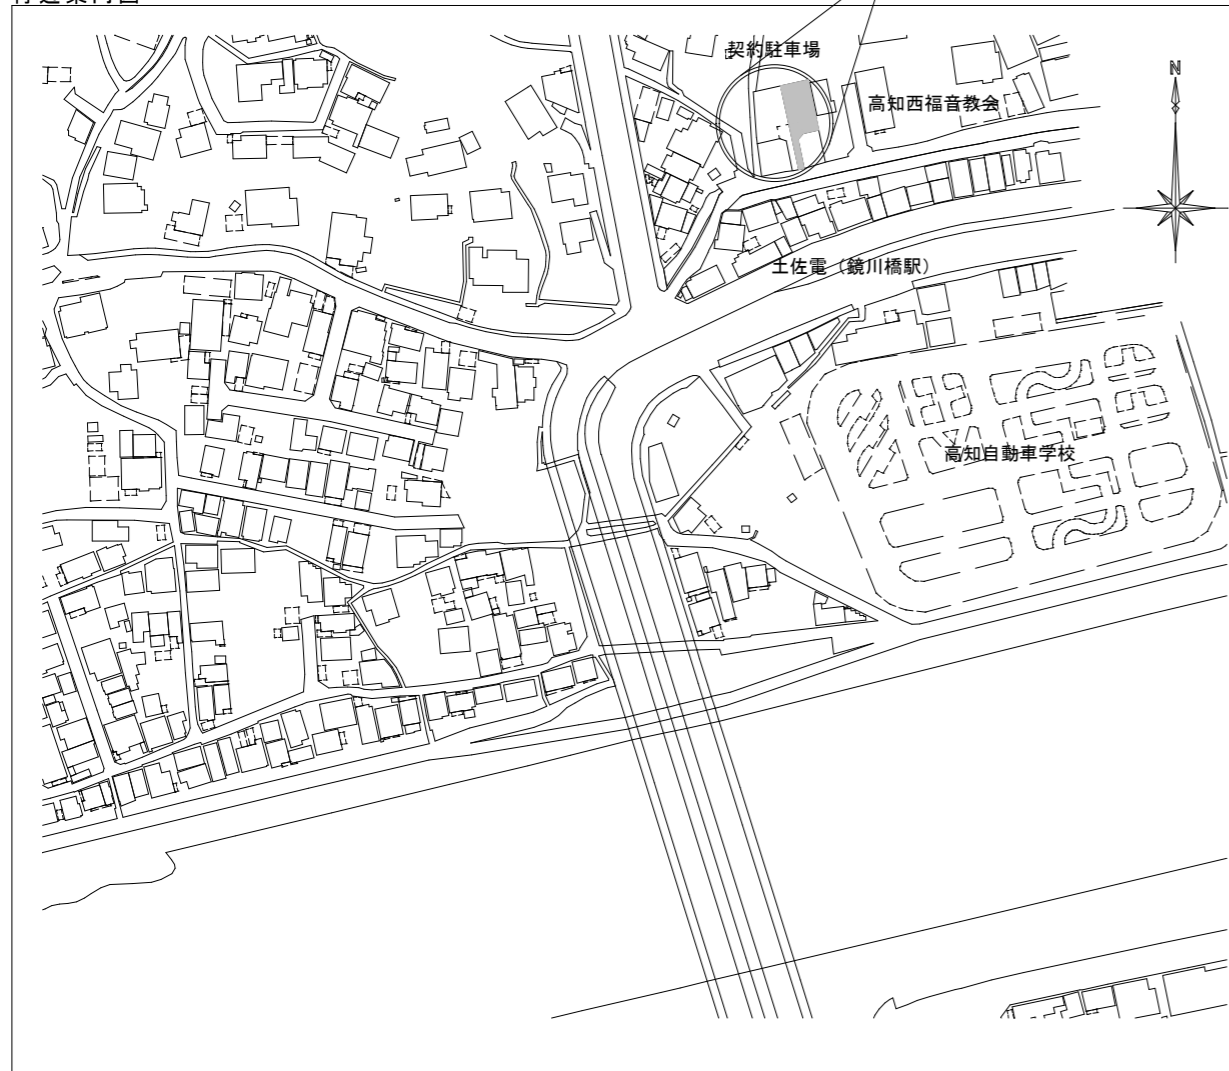 契約駐車場
N
高知西福音教会
土佐電（鏡川橋駅）
高知自動車学校